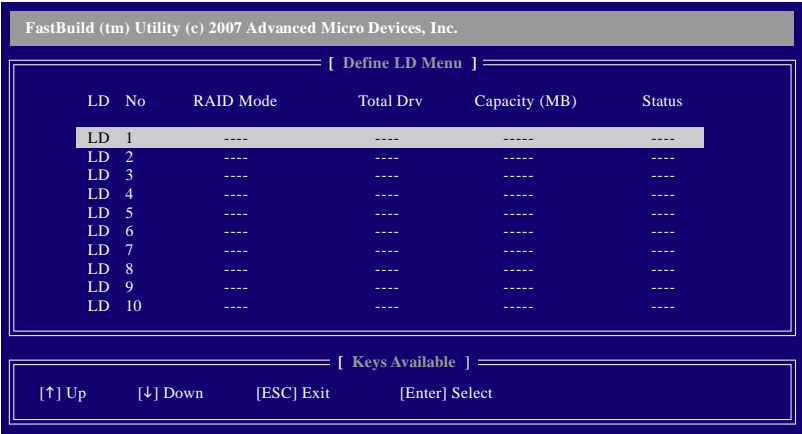 FastBuild (tm) Utility (c) 2007 Advanced Micro Devices, Inc.
[ Define LD Menu ]
LD No RAID Mode Total Drv Capacity (MB) Status
LD 1 ---- ---- ----- ----
LD 2 ---- ---- ----- ----
LD 3 ---- ---- ----- ----
LD 4 ---- ---- ----- ----
LD 5 ---- ---- ----- ----
LD 6 ---- ---- ----- ----
LD 7 ---- ---- ----- ----
LD 8 ---- ---- ----- ----
LD 9 ---- ---- ----- ----
LD 10 ---- ---- ----- ----
[ Keys Available ]
[↑] Up [↓] Down [ESC] Exit [Enter] Select